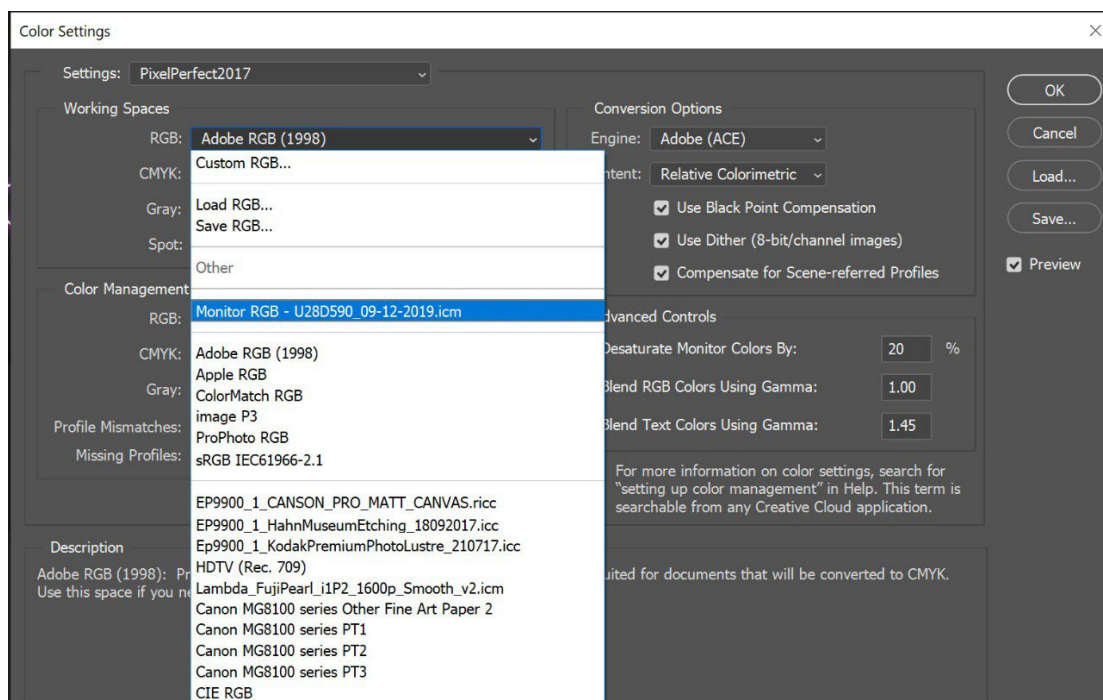 Color Settings
Settings: PixelPerfect2017
Working Spaces
RGB: Adobe RGB (1998)
CMYK:
Gray:
Spot:
Custom RGB...
Load RGB...
Save RGB...
Other
Monitor RGB - U28D590_09-12-2019.icm
Adobe RGB (1998)
Apple RGB
ColorMatch RGB
image P3
ProPhoto RGB
sRGB IEC61966-2.1
EP9900_1_CANSON_PRO_MATT_CANVAS.ricc
EP9900_1_HahnMuseumEtching_18092017.icc
Ep9900_1_KodakPremiumPhotoLustre_210717.icc
HDTV (Rec. 709)
Lambda_FujiPearl_i1P2_1600p_Smooth_v2.icm
Canon MG8100 series Other Fine Art Paper 2
Canon MG8100 series PT1
Canon MG8100 series PT2
Canon MG8100 series PT3
CIE RGB
Color Management
RGB:
CMYK:
Gray:
Profile Mismatches:
Missing Profiles:
Conversion Options
Engine: Adobe (ACE)
ntent: Relative Colorimetric
Use Black Point Compensation
Use Dither (8-bit/channel images)
Compensate for Scene-referred Profiles
dvanced Controls
Desaturate Monitor Colors By: 20 %
Blend RGB Colors Using Gamma: 1.00
Blend Text Colors Using Gamma: 1.45
For more information on color settings, search for
"setting up color management" in Help. This term is
searchable from any Creative Cloud application.
OK
Cancel
Load...
Save...
Preview
Description
Adobe RGB (1998): Pr
uited for documents that will be converted to CMYK.
Use this space if you ne